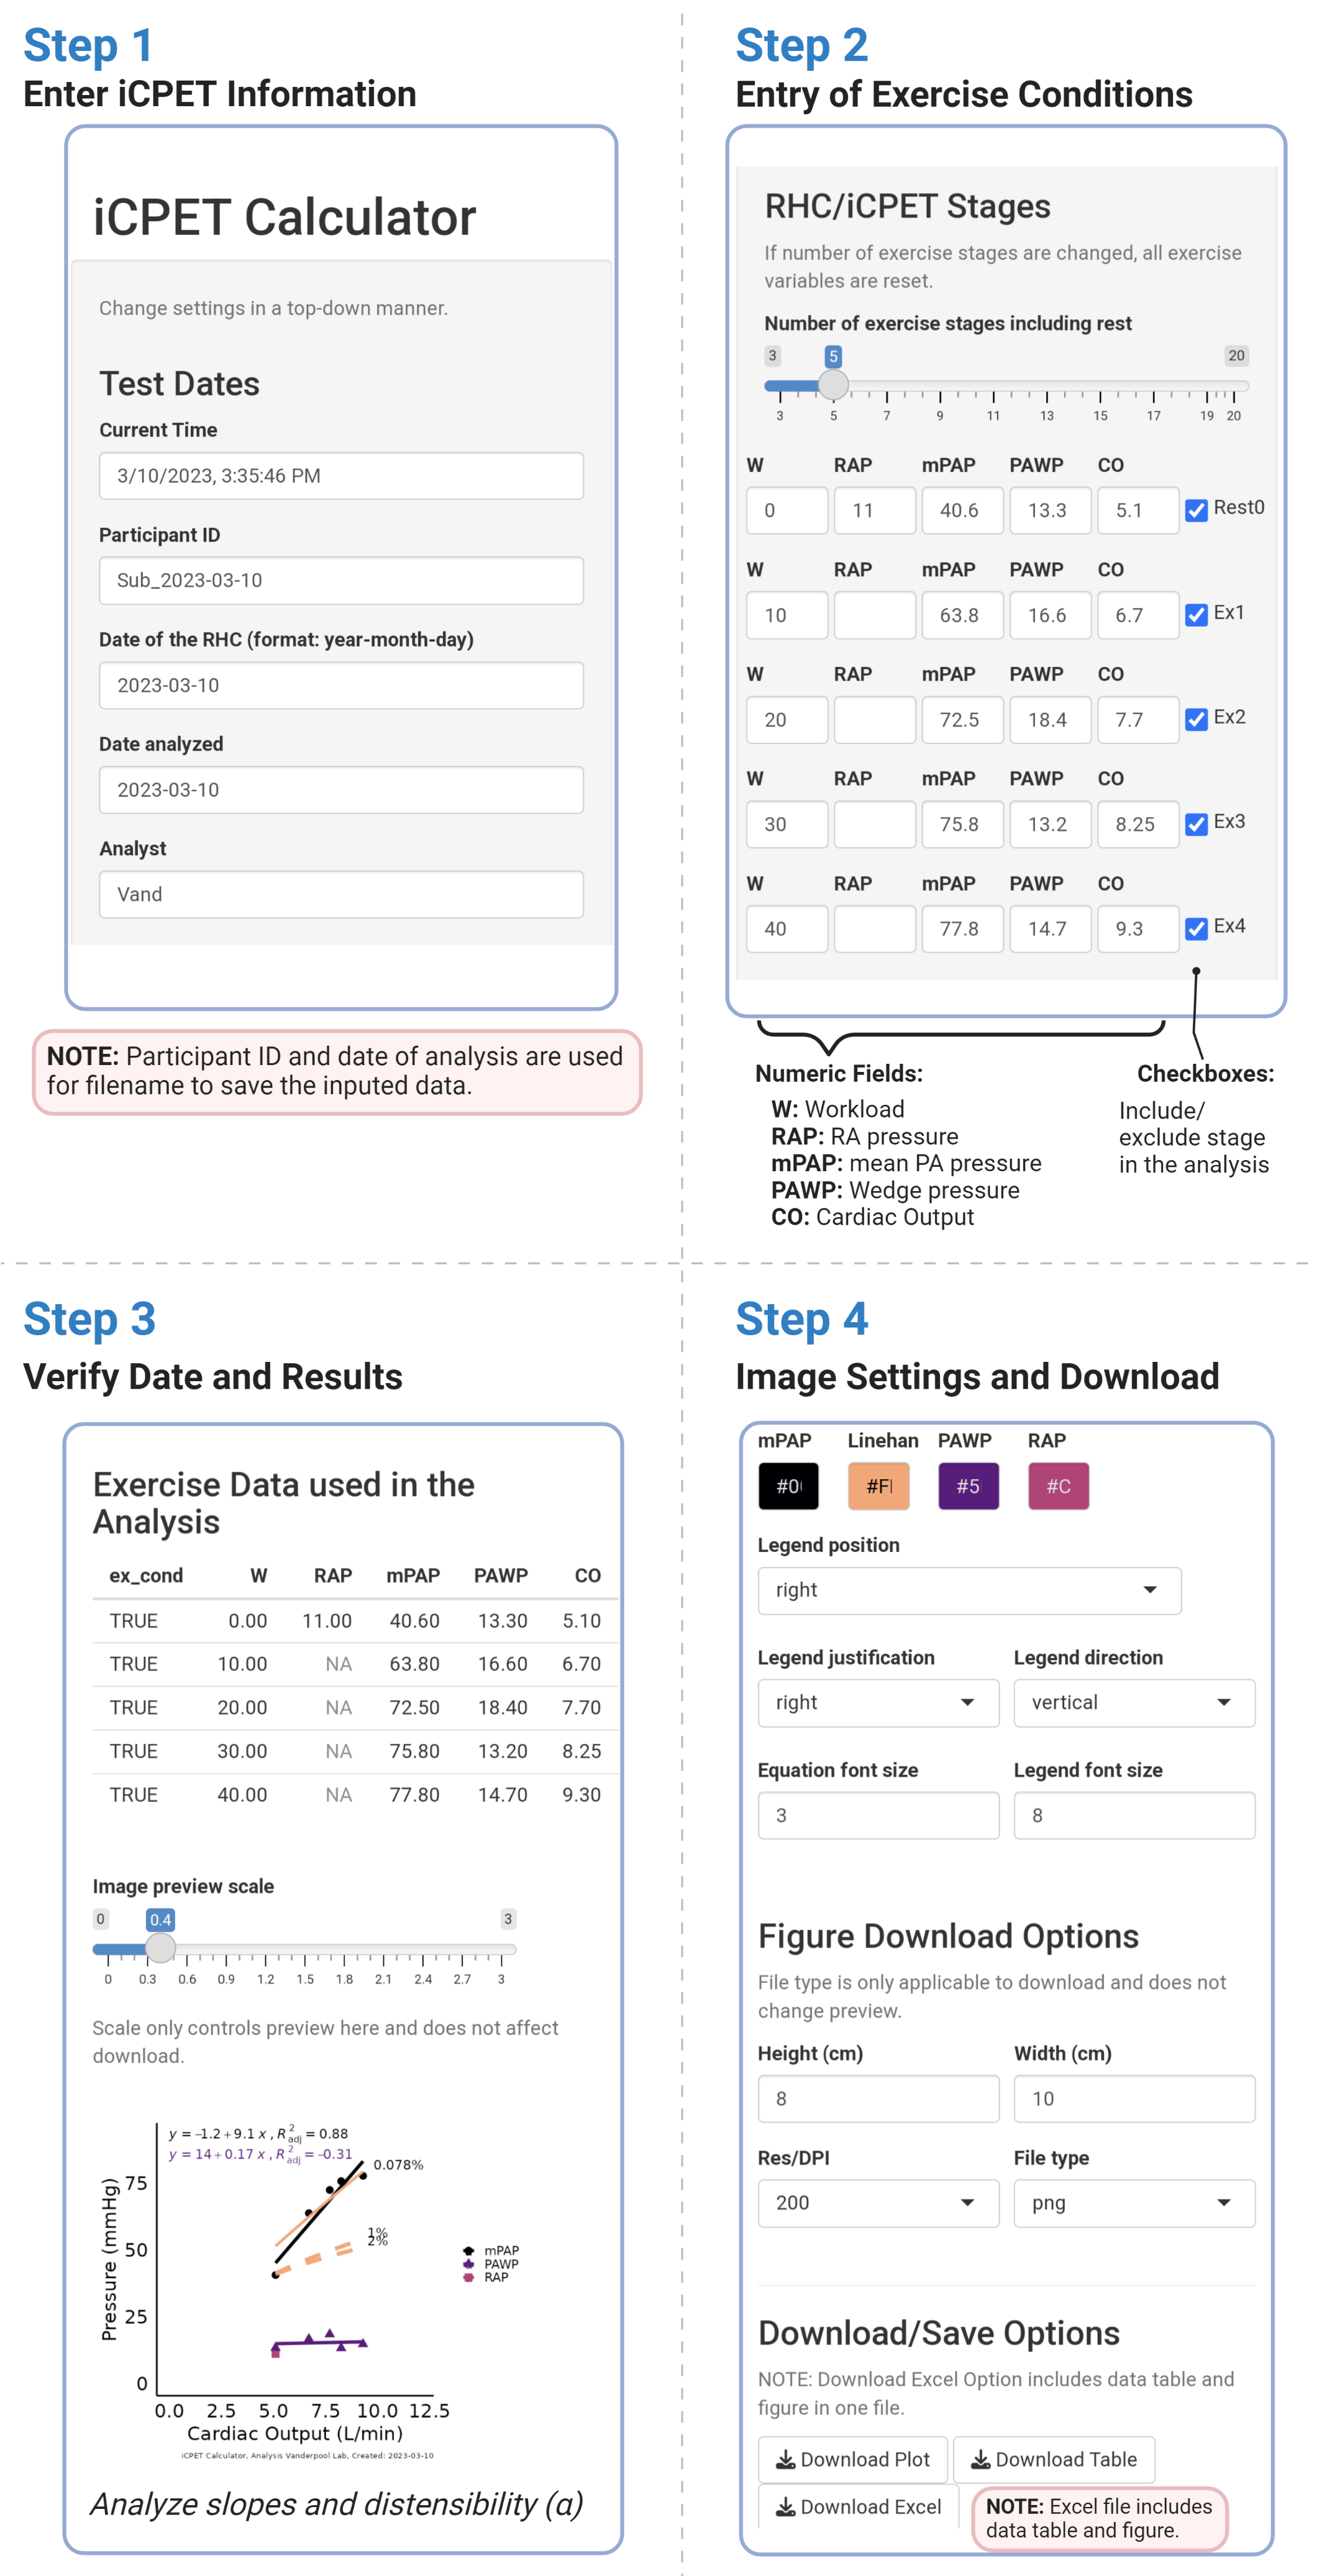 Step 1
Enter iCPET Information
iCPET Calculator
Change settings in a top-down manner.
Test Dates
Current Time
3/10/2023, 3:35:46 PM
Participant ID
Sub_2023-03-10
Date of the RHC (format: year-month-day)
2023-03-10
Date analyzed
2023-03-10
Analyst
Vand
NOTE: Participant ID and date of analysis are used
for filename to save the inputed data.
Step 2
Entry of Exercise Conditions
RHC/iCPET Stages
If number of exercise stages are changed, all exercise
variables are reset.
Number of exercise stages including rest
3 5 20
3 5 7 9 11 13 15 17 19 20
W RAP mPAP PAWP CO
0 11 40.6 13.3 5.1 Rest0
W RAP mPAP PAWP CO
10 63.8 16.6 6.7 Ex1
W RAP mPAP PAWP CO
20 72.5 18.4 7.7 Ex2
W RAP mPAP PAWP CO
30 75.8 13.2 8.25 Ex3
W RAP mPAP PAWP CO
40 77.8 14.7 9.3 Ex4
Numeric Fields:
W: Workload
RAP: RA pressure
mPAP: mean PA pressure
PAWP: Wedge pressure
CO: Cardiac Output
Checkboxes:
Include/
exclude stage
in the analysis
Step 3
Verify Date and Results
Exercise Data used in the
Analysis
ex_cond W RAP mPAP PAWP CO
TRUE 0.00 11.00 40.60 13.30 5.10
TRUE 10.00 NA 63.80 16.60 6.70
TRUE 20.00 NA 72.50 18.40 7.70
TRUE 30.00 NA 75.80 13.20 8.25
TRUE 40.00 NA 77.80 14.70 9.30
Image preview scale
0 0.4 3
0 0.3 0.6 0.9 1.2 1.5 1.8 2.1 2.4 2.7 3
Scale only controls preview here and does not affect
download.
y = –1.2 + 9.1 x , R²adj = 0.88
y = 14 + 0.17 x , R²adj = –0.31
0.078%
1%
2%
Pressure (mmHg)
75
50
25
0
mPAP
PAWP
RAP
0.0 2.5 5.0 7.5 10.0 12.5
Cardiac Output (L/min)
iCPET Calculator, Analysis Vanderpool Lab, Created: 2023-03-10
Analyze slopes and distensibility (α)
Step 4
Image Settings and Download
mPAP Linehan PAWP RAP
#0 #F #5 #C
Legend position
right
Legend justification Legend direction
right vertical
Equation font size Legend font size
3 8
Figure Download Options
File type is only applicable to download and does not
change preview.
Height (cm) Width (cm)
8 10
Res/DPI File type
200 png
Download/Save Options
NOTE: Download Excel Option includes data table and
figure in one file.
Download Plot Download Table
Download Excel
NOTE: Excel file includes
data table and figure.